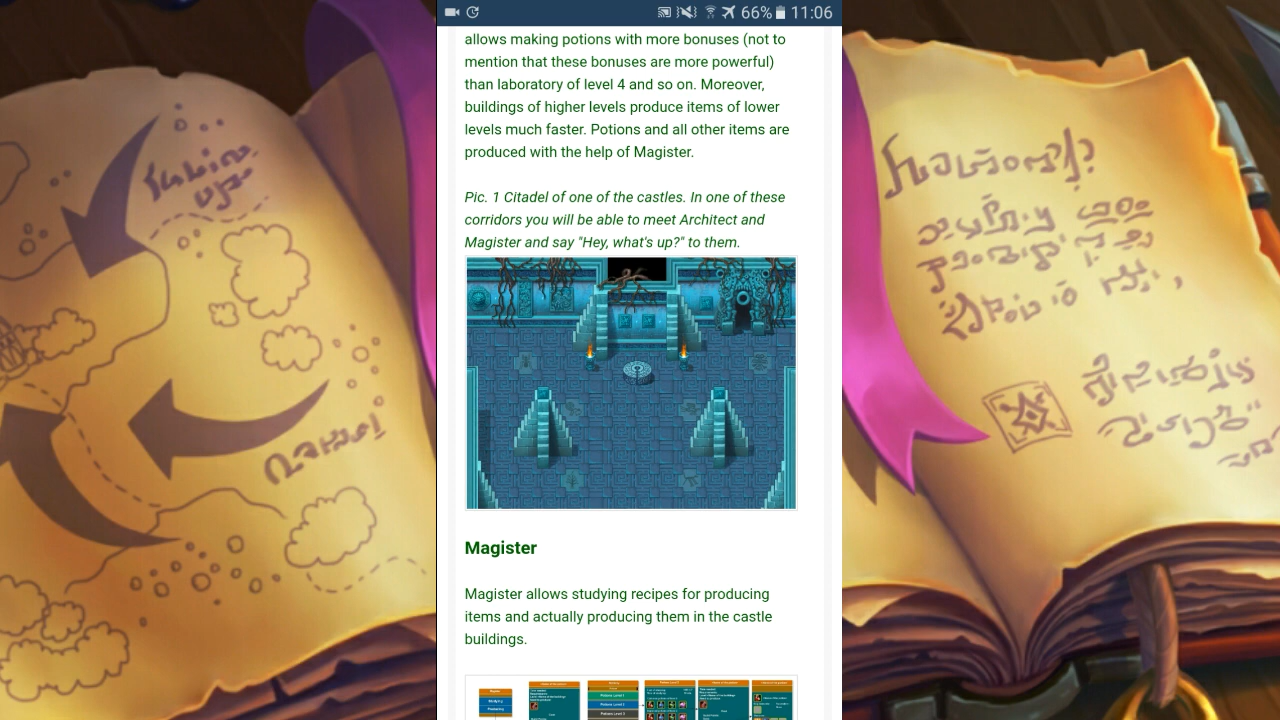 66% 11:06
allows making potions with more bonuses (not to
mention that these bonuses are more powerful)
than laboratory of level 4 and so on. Moreover,
buildings of higher levels produce items of lower
levels much faster. Potions and all other items are
produced with the help of Magister.
Pic. 1 Citadel of one of the castles. In one of these
corridors you will be able to meet Architect and
Magister and say "Hey, what's up?" to them.
Magister
Magister allows studying recipes for producing
items and actually producing them in the castle
buildings.